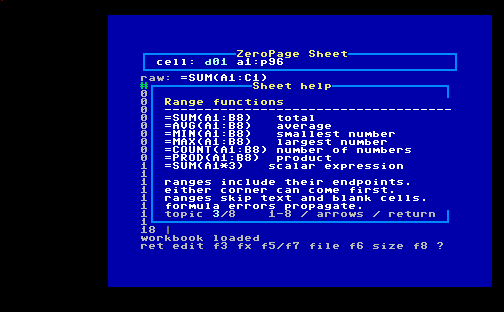 ZeroPage Sheet
cell: d01 a1:p96
raw: =SUM(A1:C1)
Sheet help
Range functions
=SUM(A1:B8) total
=AVG(A1:B8) average
=MIN(A1:B8) smallest number
=MAX(A1:B8) largest number
=COUNT(A1:B8) number of numbers
=PROD(A1:B8) product
=SUM(A1*3) scalar expression
ranges include their endpoints.
either corner can come first.
ranges skip text and blank cells.
formula errors propagate.
topic 3/8 1-8 / arrows / return
18 |
workbook loaded
ret edit f3 fx f5/f7 file f6 size f8 ?